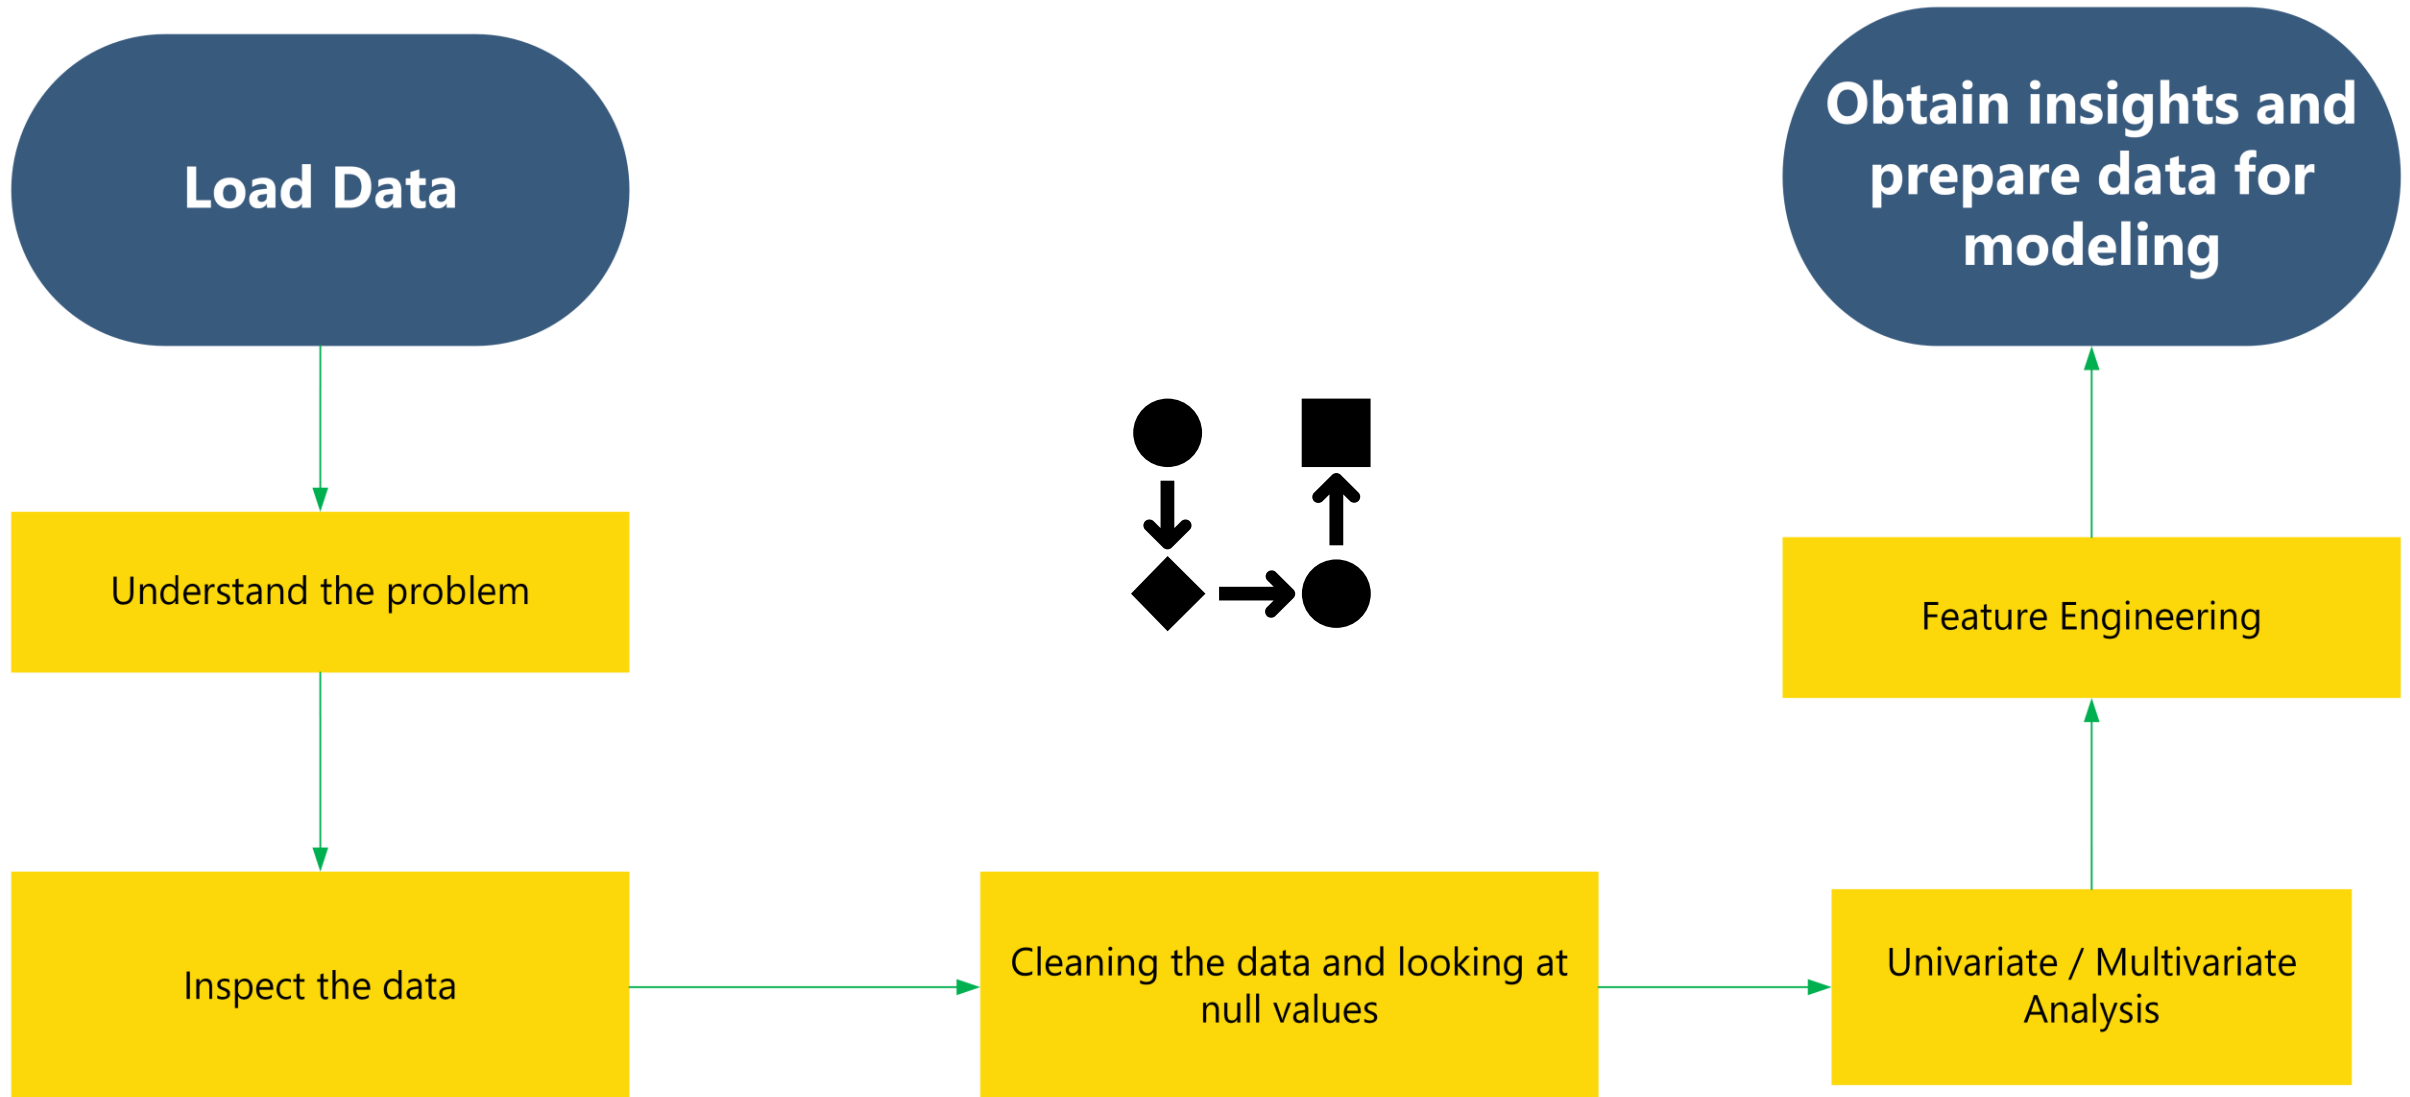 Load Data
Understand the problem
Inspect the data
Cleaning the data and looking at
null values
Univariate / Multivariate
Analysis
Feature Engineering
Obtain insights and
prepare data for
modeling